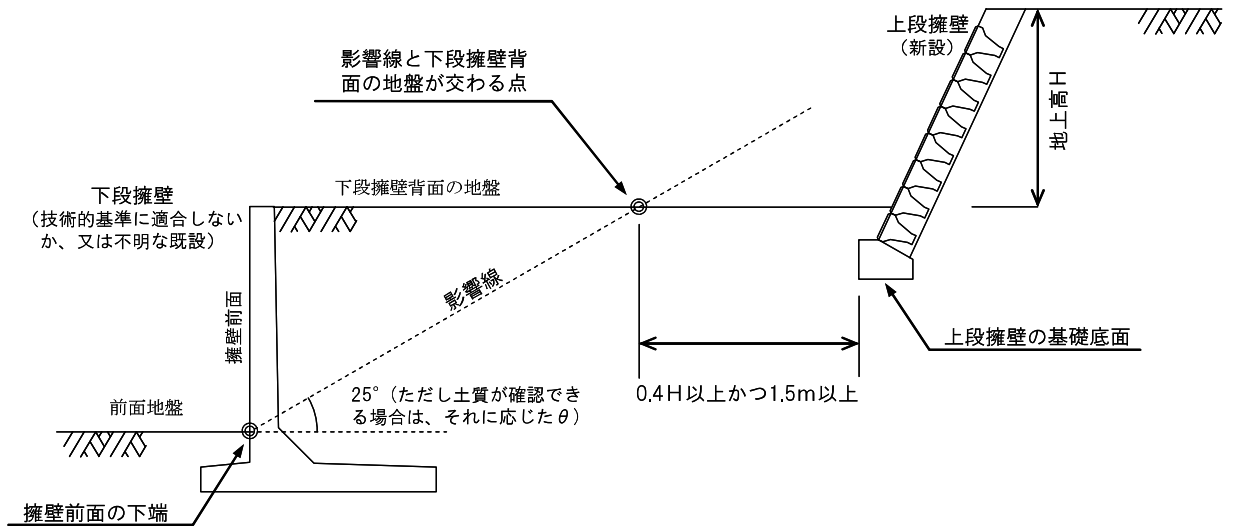 上段擁壁
（新設）
影響線と下段擁壁背
面の地盤が交わる点
地上高H
下段擁壁
（技術的基準に適合しない
か、又は不明な既設）
下段擁壁背面の地盤
影響線
擁壁前面
上段擁壁の基礎底面
0.4H以上かつ1.5m以上
25°（ただし土質が確認でき
る場合は、それに応じたθ）
前面地盤
擁壁前面の下端